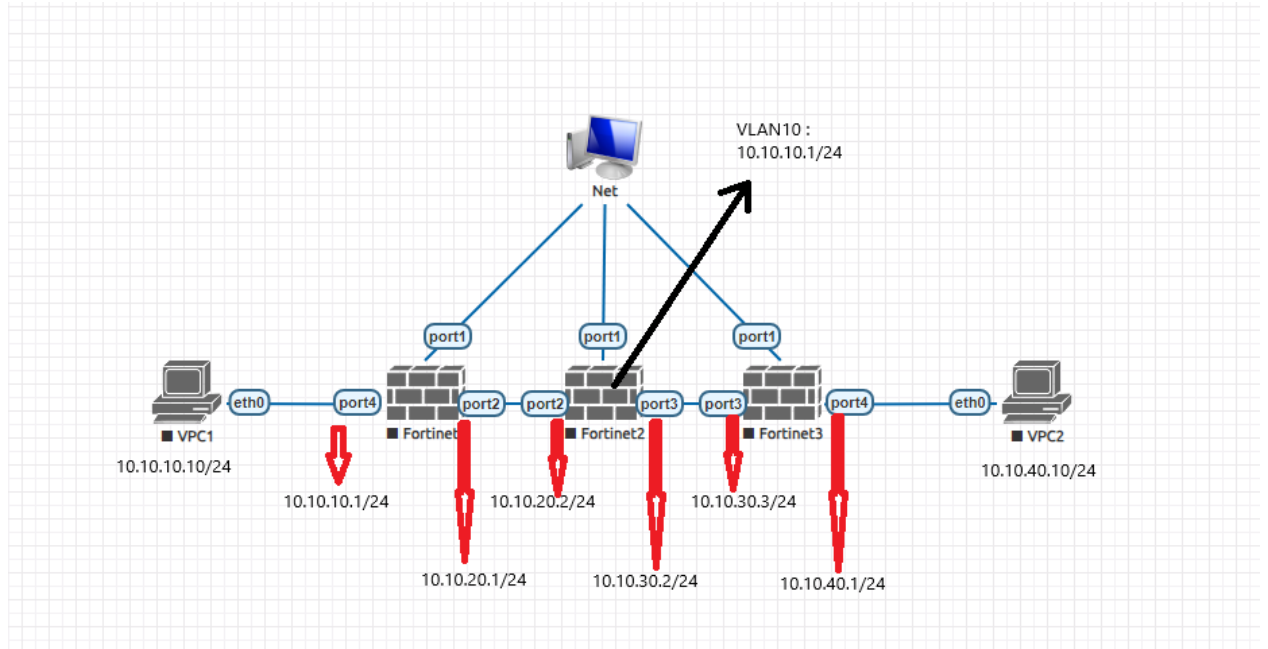 VLAN10 :
10.10.10.1/24
Net
port1
port1
port1
eth0
port4
port2
port2
port3
port3
port4
eth0
VPC1
Fortinet
Fortinet2
Fortinet3
VPC2
10.10.10.10/24
10.10.40.10/24
10.10.10.1/24
10.10.20.2/24
10.10.30.3/24
10.10.20.1/24
10.10.30.2/24
10.10.40.1/24